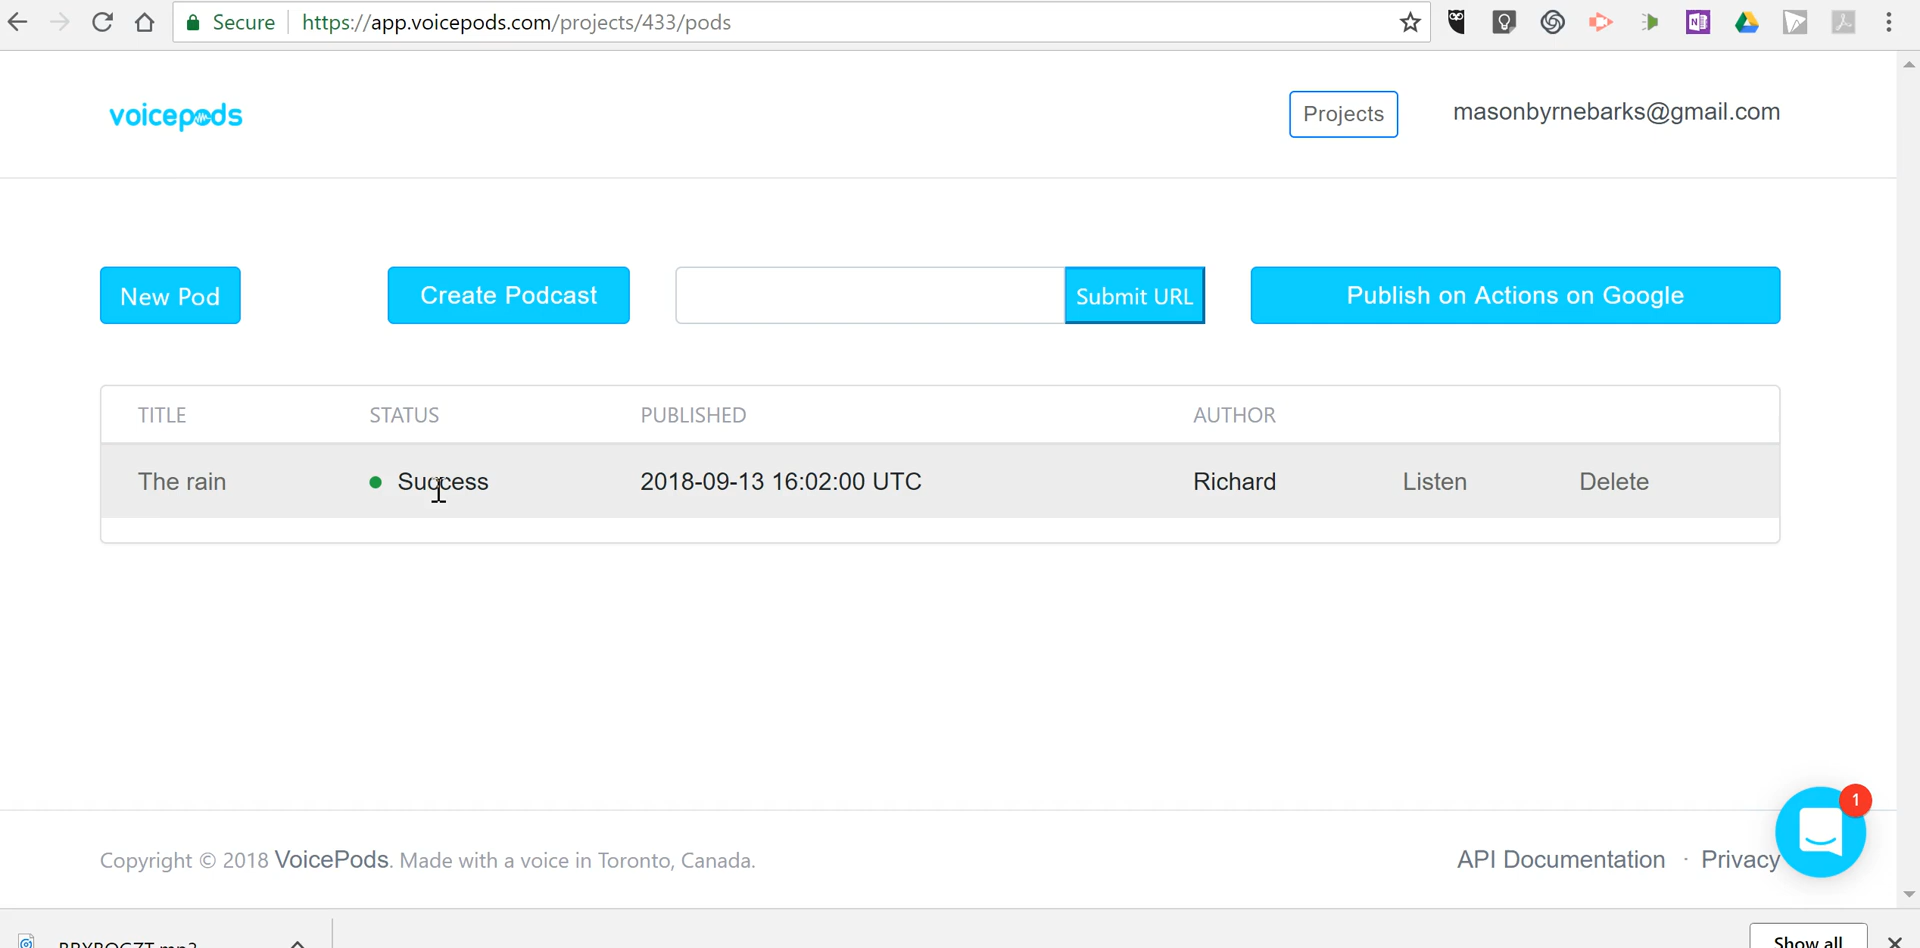 Secure https://app.voicepods.com/projects/433/pods
voicepods
Projects
masonbyrnebarks@gmail.com
New Pod
Create Podcast
Submit URL
Publish on Actions on Google
TITLE STATUS PUBLISHED AUTHOR
The rain Success 2018-09-13 16:02:00 UTC Richard Listen Delete
1
Copyright © 2018 VoicePods. Made with a voice in Toronto, Canada.
API Documentation · Privacy
Show all